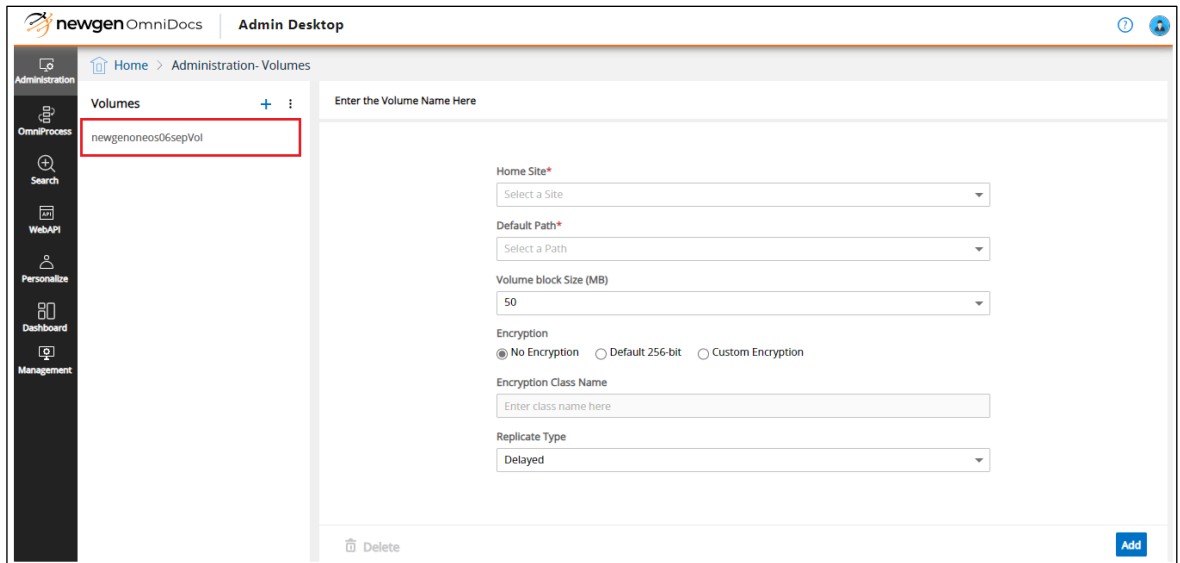 newgen OmniDocs Admin Desktop
Administration
Home > Administration- Volumes
Volumes + Enter the Volume Name Here
newgenoneos06sepVol
OmniProcess
Search
Home Site*
Select a Site
API
WebAPI
Default Path*
Select a Path
Personalize
Volume block Size (MB)
50
Dashboard
Encryption
No Encryption Default 256-bit Custom Encryption
Management
Encryption Class Name
Enter class name here
Replicate Type
Delayed
Delete Add